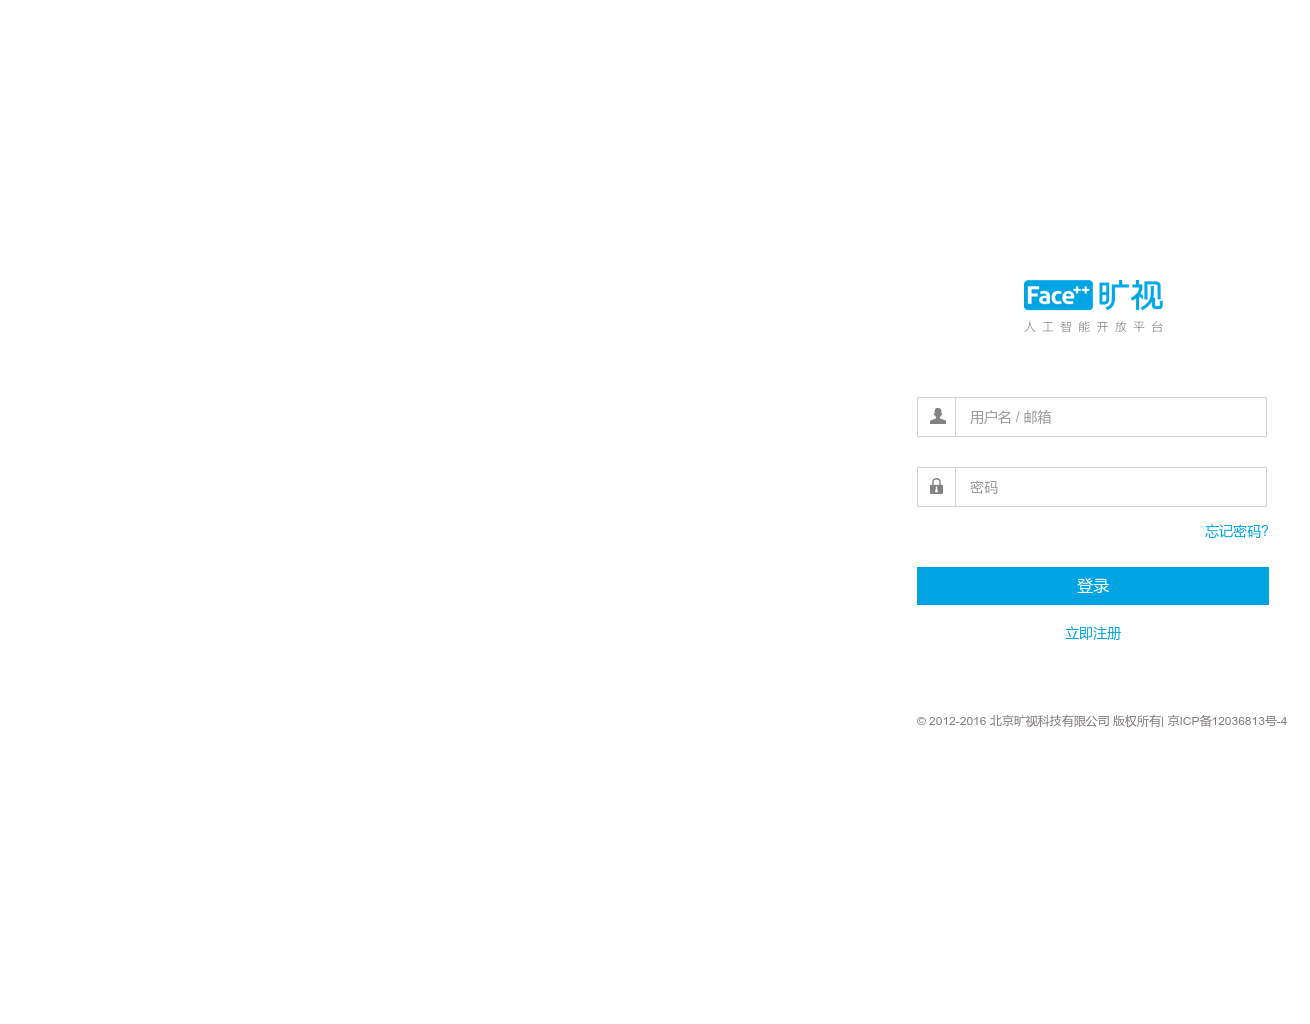 Face++ 旷视
人工智能开放平台
用户名 / 邮箱
密码
忘记密码?
登录
立即注册
© 2012-2016 北京旷视科技有限公司 版权所有| 京ICP备12036813号-4